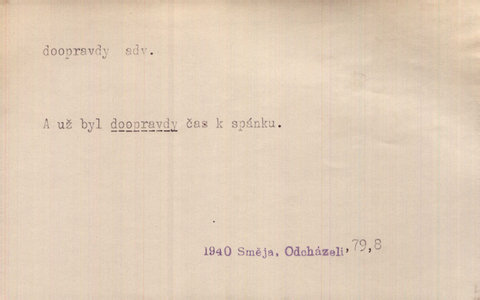 doopravdy adv.
A už byl doopravdy čas k spánku.
1940 Směja, Odcházeli, 79,8